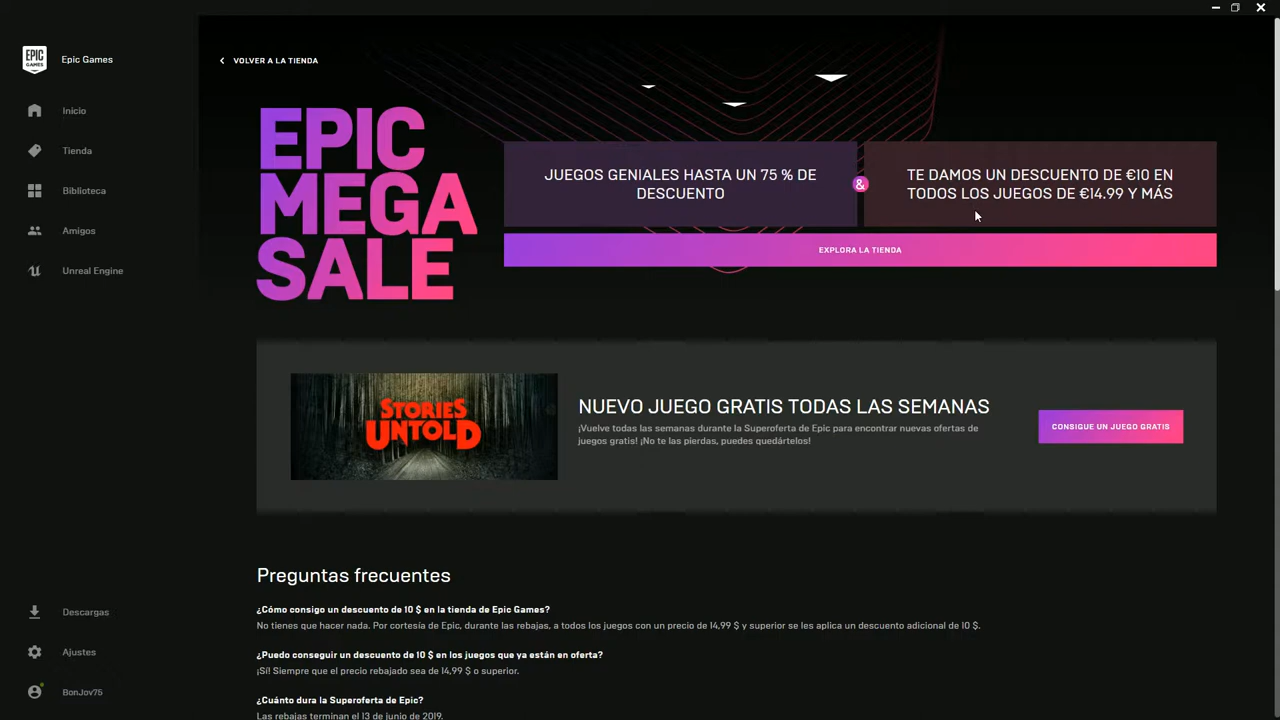 EPIC
GAMES
Epic Games
Inicio
Tienda
Biblioteca
Amigos
Unreal Engine
Descargas
Ajustes
BonJov75
VOLVER A LA TIENDA
EPIC
MEGA
SALE
JUEGOS GENIALES HASTA UN 75 % DE
DESCUENTO
&
TE DAMOS UN DESCUENTO DE €10 EN
TODOS LOS JUEGOS DE €14.99 Y MÁS
EXPLORA LA TIENDA
STORIES
UNTOLD
NUEVO JUEGO GRATIS TODAS LAS SEMANAS
¡Vuelve todas las semanas durante la Superoferta de Epic para encontrar nuevas ofertas de
juegos gratis! ¡No te las pierdas, puedes quedártelos!
CONSIGUE UN JUEGO GRATIS
Preguntas frecuentes
¿Cómo consigo un descuento de 10 $ en la tienda de Epic Games?
No tienes que hacer nada. Por cortesía de Epic, durante las rebajas, a todos los juegos con un precio de 14,99 $ y superior se les aplica un descuento adicional de 10 $.
¿Puedo conseguir un descuento de 10 $ en los juegos que ya están en oferta?
¡Sí! Siempre que el precio rebajado sea de 14,99 $ o superior.
¿Cuánto dura la Superoferta de Epic?
Las rebajas terminan el 13 de junio de 2019.